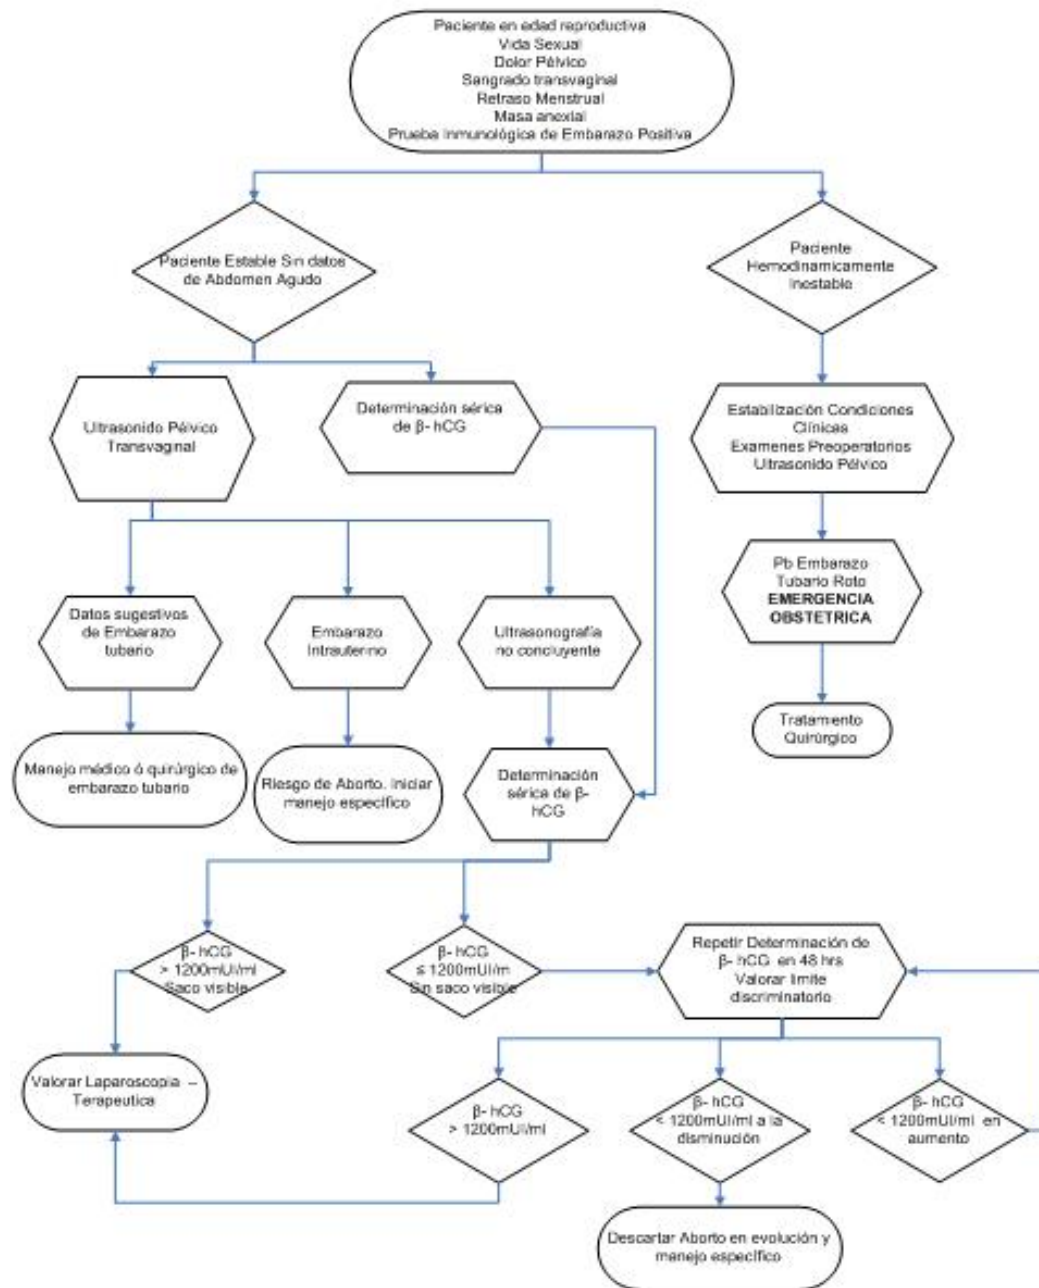 Paciente en edad reproductiva
Vida Sexual
Dolor Pélvico
Sangrado transvaginal
Retraso Menstrual
Masa anexial
Prueba Inmunológica de Embarazo Positiva
Paciente Estable Sin datos
de Abdomen Agudo
Paciente
Hemodinamicamente
Inestable
Ultrasonido Pélvico
Transvaginal
Determinación sérica
de β- hCG
Estabilización Condiciones
Clínicas
Examenes Preoperatorios
Ultrasonido Pélvico
Pb Embarazo
Tubario Roto
EMERGENCIA
OBSTETRICA
Tratamiento
Quirúrgico
Datos sugestivos
de Embarazo
tubario
Embarazo
Intrauterino
Ultrasonografía
no concluyente
Manejo médico ó quirúrgico de
embarazo tubario
Riesgo de Aborto. Iniciar
manejo específico
Determinación
sérica de β-
hCG
β- hCG
> 1200mUI/ml
Saco visible
β- hCG
≤ 1200mUI/m
Sin saco visible
Repetir Determinación de
β- hCG en 48 hrs
Valorar limite
discriminatorio
Valorar Laparoscopia –
Terapeutica
β- hCG
> 1200mUI/ml
β- hCG
< 1200mUI/ml a la
disminución
β- hCG
< 1200mUI/ml en
aumento
Descartar Aborto en evolución y
manejo específico